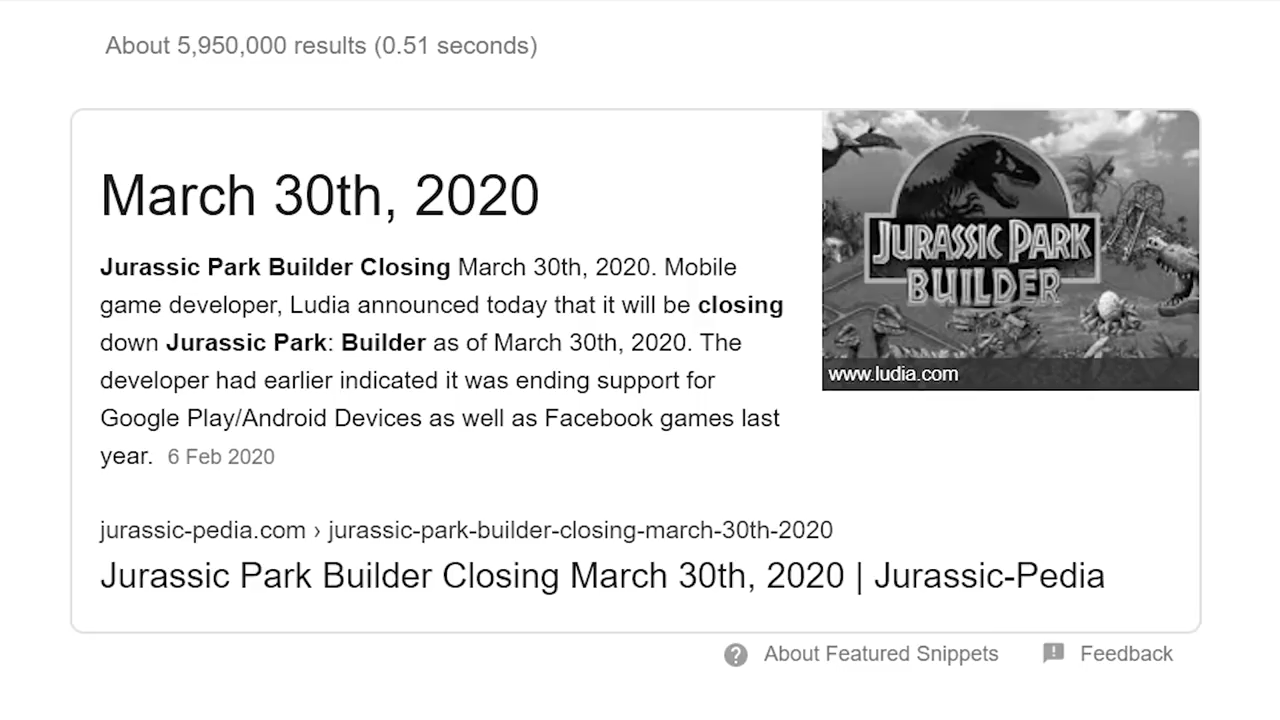 About 5,950,000 results (0.51 seconds)
March 30th, 2020
Jurassic Park Builder Closing March 30th, 2020. Mobile
game developer, Ludia announced today that it will be closing
down Jurassic Park: Builder as of March 30th, 2020. The
developer had earlier indicated it was ending support for
Google Play/Android Devices as well as Facebook games last
year. 6 Feb 2020
JURASSIC PARK
BUILDER
www.ludia.com
jurassic-pedia.com › jurassic-park-builder-closing-march-30th-2020
Jurassic Park Builder Closing March 30th, 2020 | Jurassic-Pedia
About Featured Snippets
Feedback